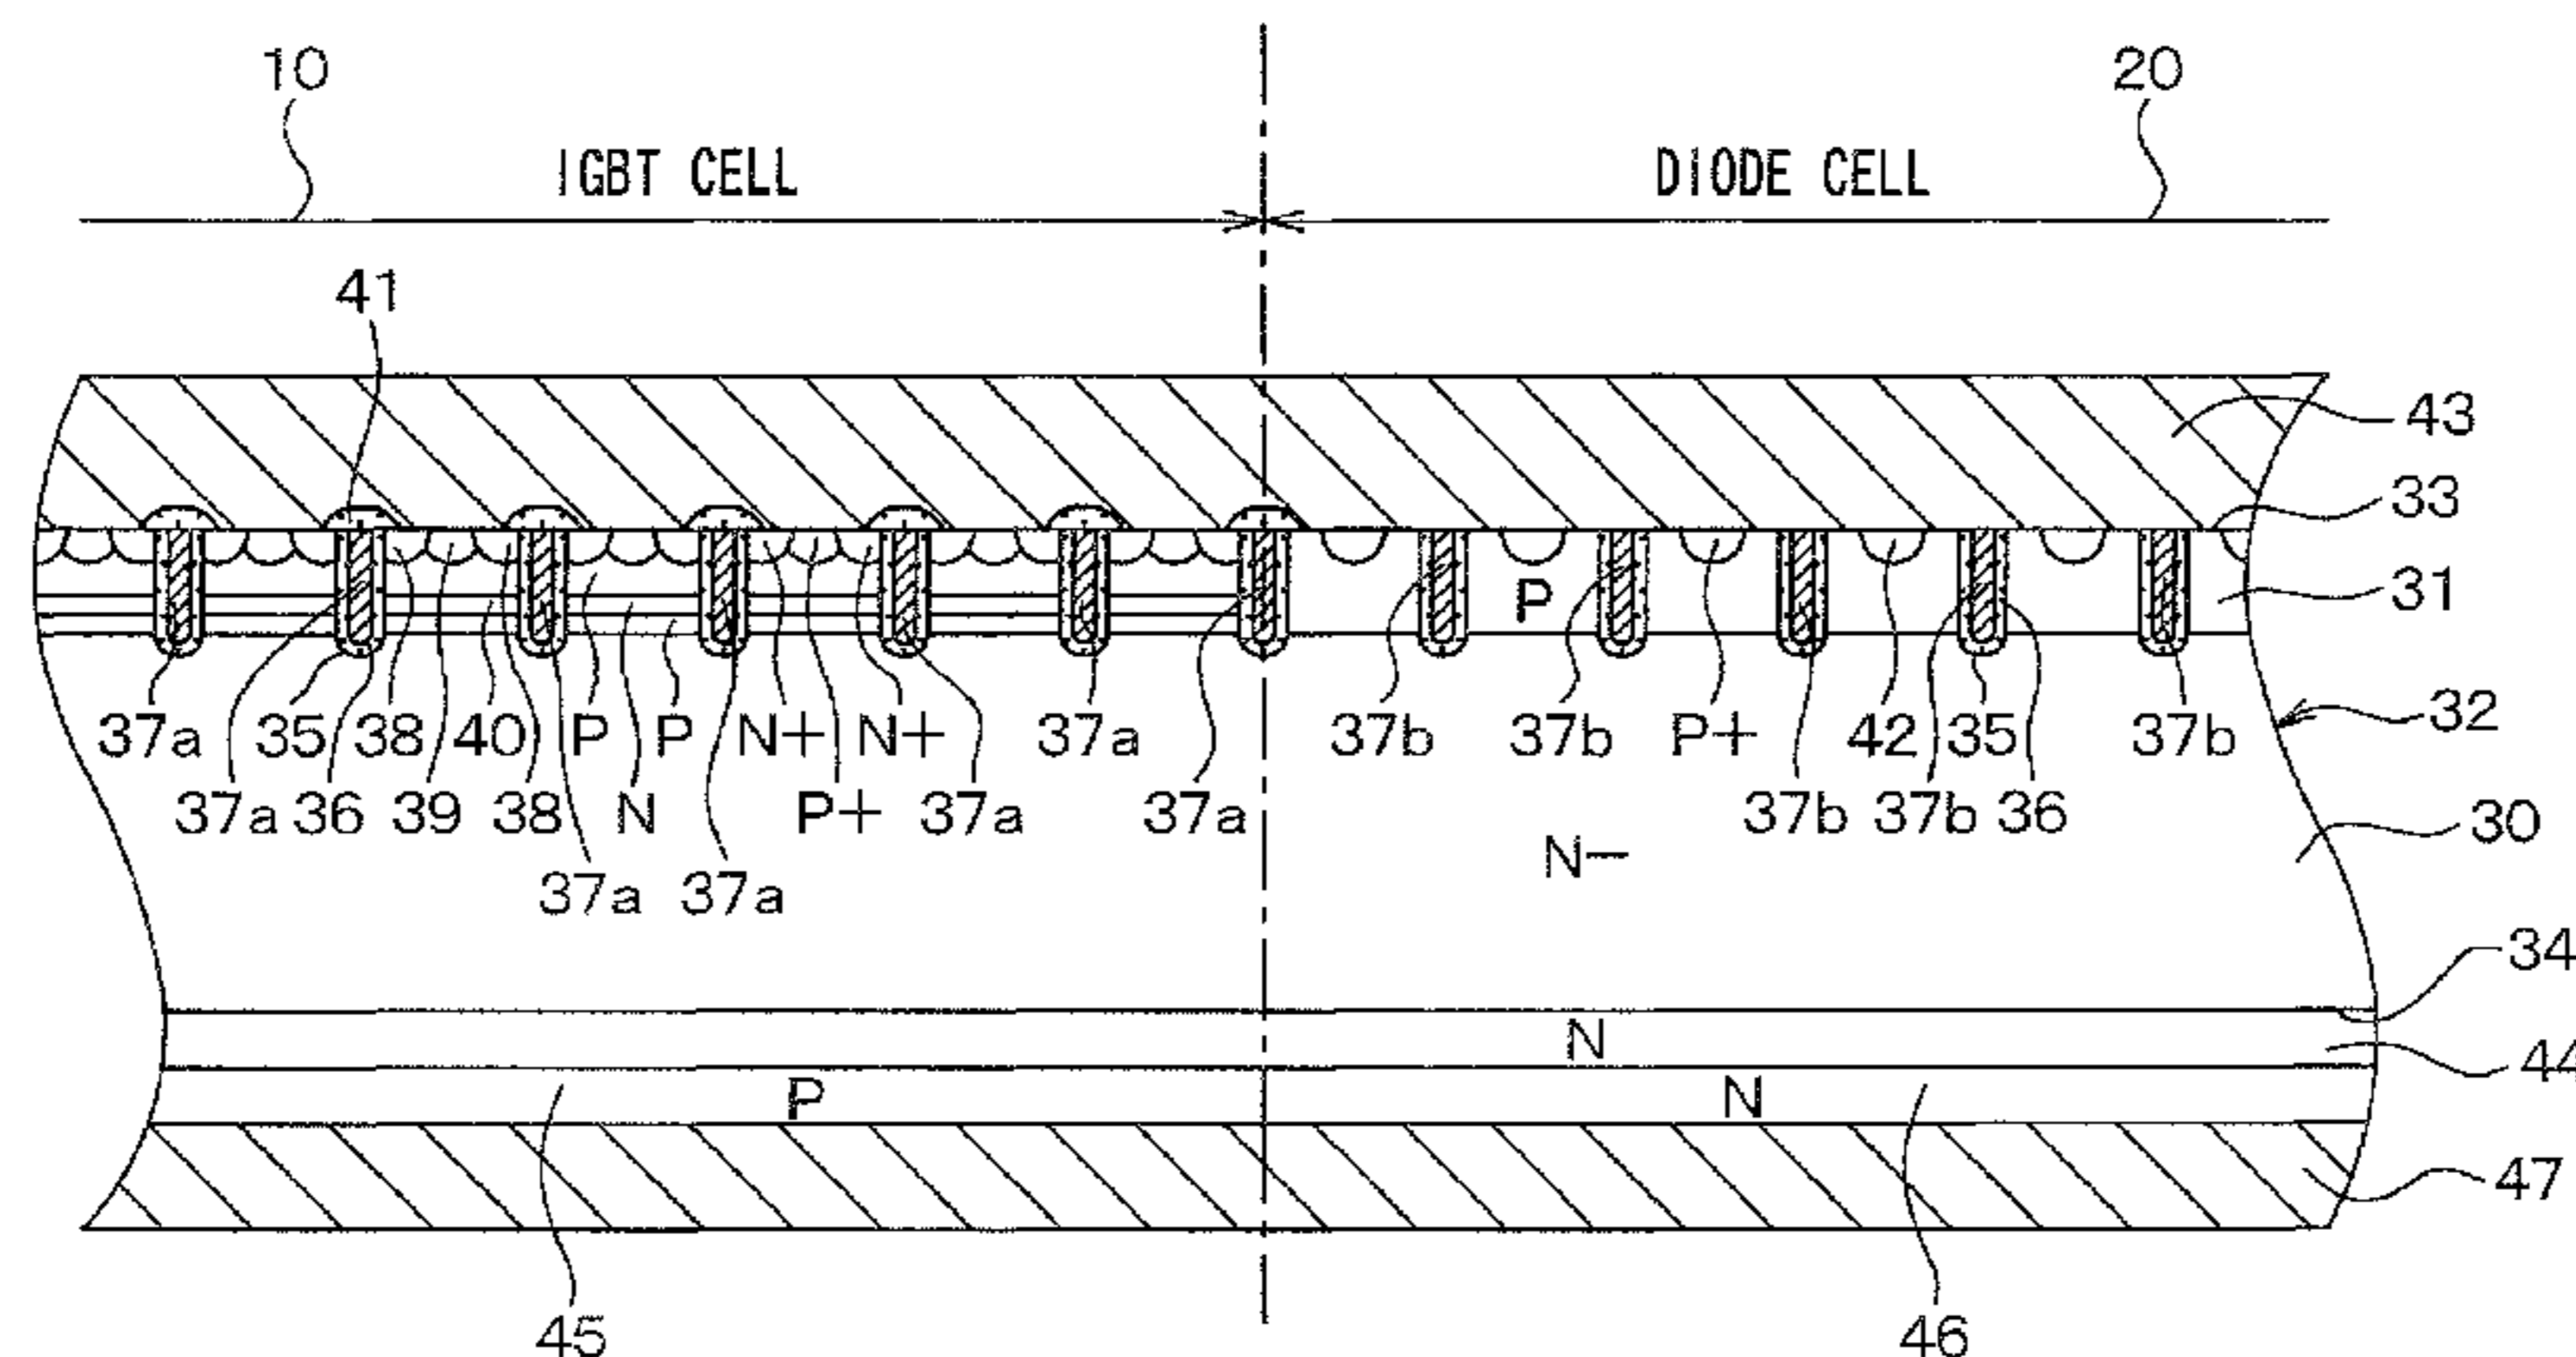 10 20
IGBT CELL DIODE CELL
41
43
33
P 31
37a 35 38 40 P P N+ N+ 37a 37b 37b P+ 42 35 37b 32
37a 36 39 38 N P+ 37a 37a 37b 37b 36 30
N-
37a 37a
34
N
44
P N
47
45 46